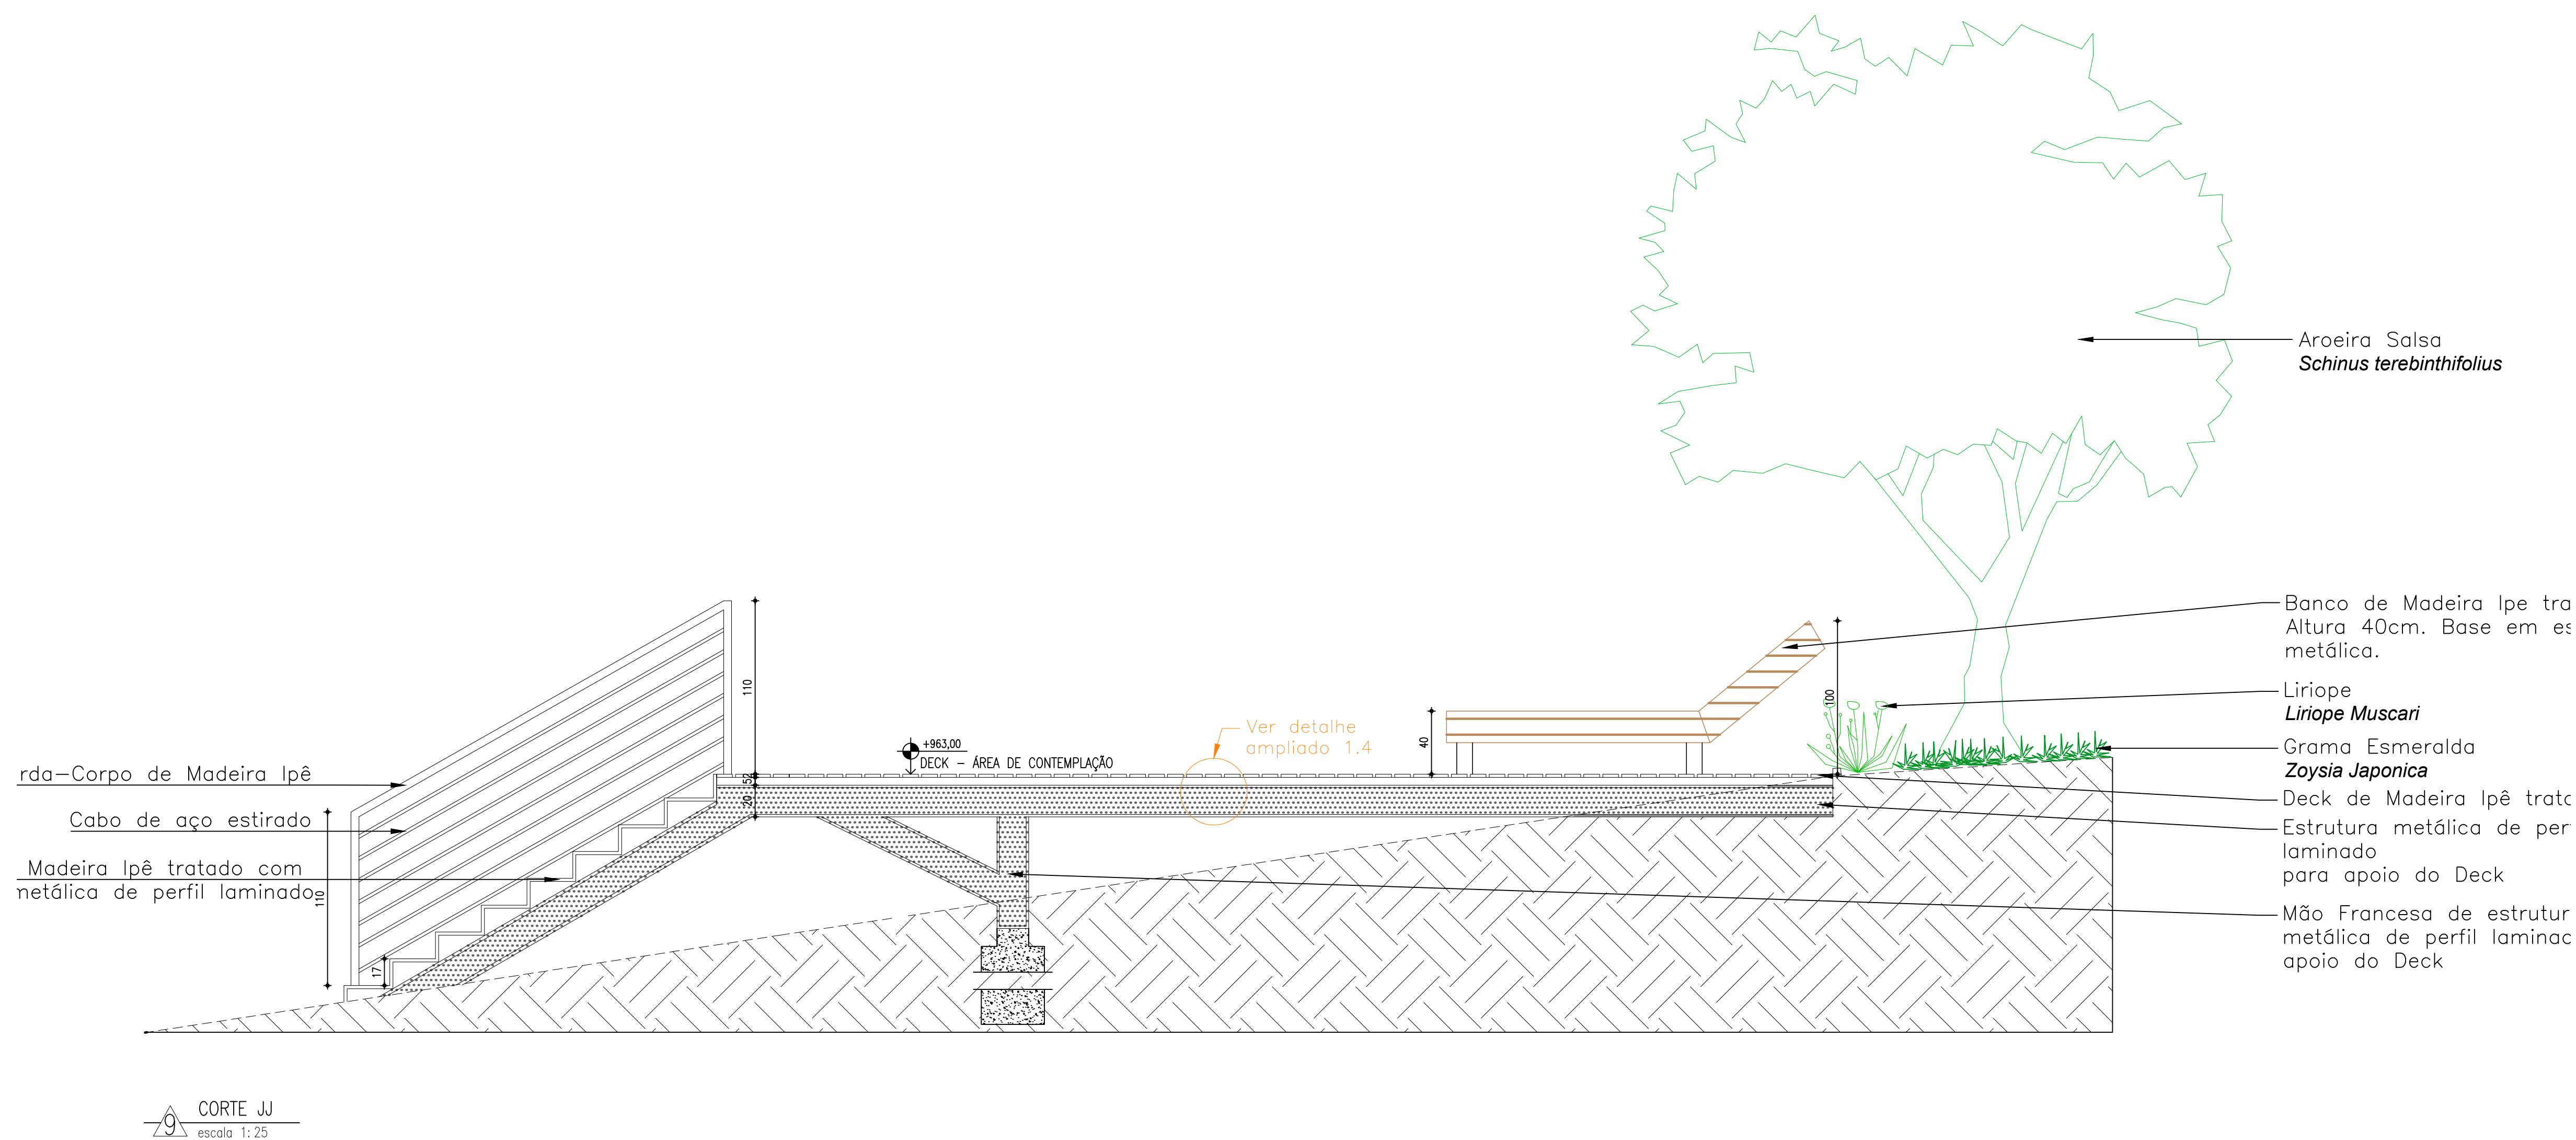 Aroeira Salsa
Schinus terebinthifolius
Banco de Madeira Ipe tra
Altura 40cm. Base em es
metálica.
Liriope
Liriope Muscari
Grama Esmeralda
Zoysia Japonica
Deck de Madeira Ipê trata
Estrutura metálica de per
laminado
para apoio do Deck
Mão Francesa de estrutur
metálica de perfil laminac
apoio do Deck
rda-Corpo de Madeira Ipê
Cabo de aço estirado
Madeira Ipê tratado com
metálica de perfil laminado
110
17
110
52
20
+963,00
DECK - ÁREA DE CONTEMPLAÇÃO
Ver detalhe
ampliado 1.4
40
100
9
CORTE JJ
escala 1:25